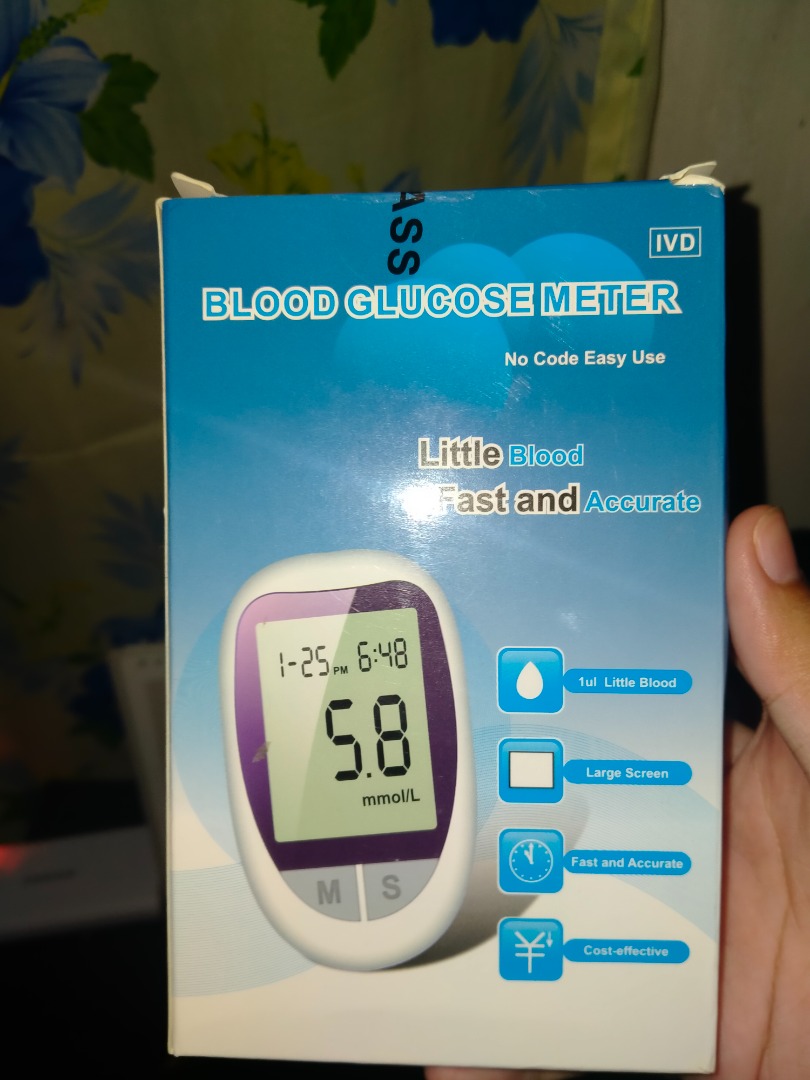 ASS
IVD
BLOOD GLUCOSE METER
No Code Easy Use
Little Blood
Fast and Accurate
1-25 PM 6:48
5.8
mmol/L
M S
1ul Little Blood
Large Screen
Fast and Accurate
Cost-effective